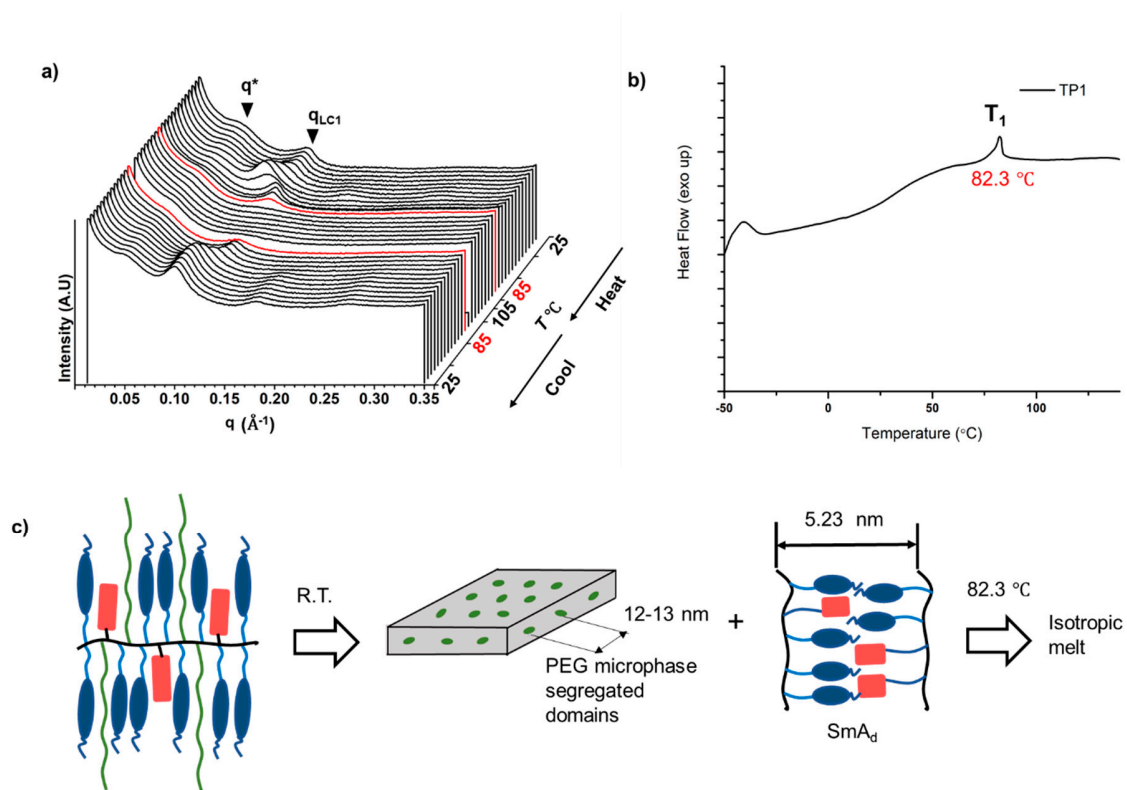 a)
q*
qLC1
Intensity (A.U)
0.05 0.10 0.15 0.20 0.25 0.30 0.35
q (Å-1)
25
85
105
85
25
T °C
Heat
Cool
b)
TP1
T1
82.3 ℃
Heat Flow (exo up)
-50 0 50 100
Temperature (°C)
c)
R.T.
12-13 nm
PEG microphase
segregated
domains
+
5.23 nm
SmAd
82.3 ℃
Isotropic
melt